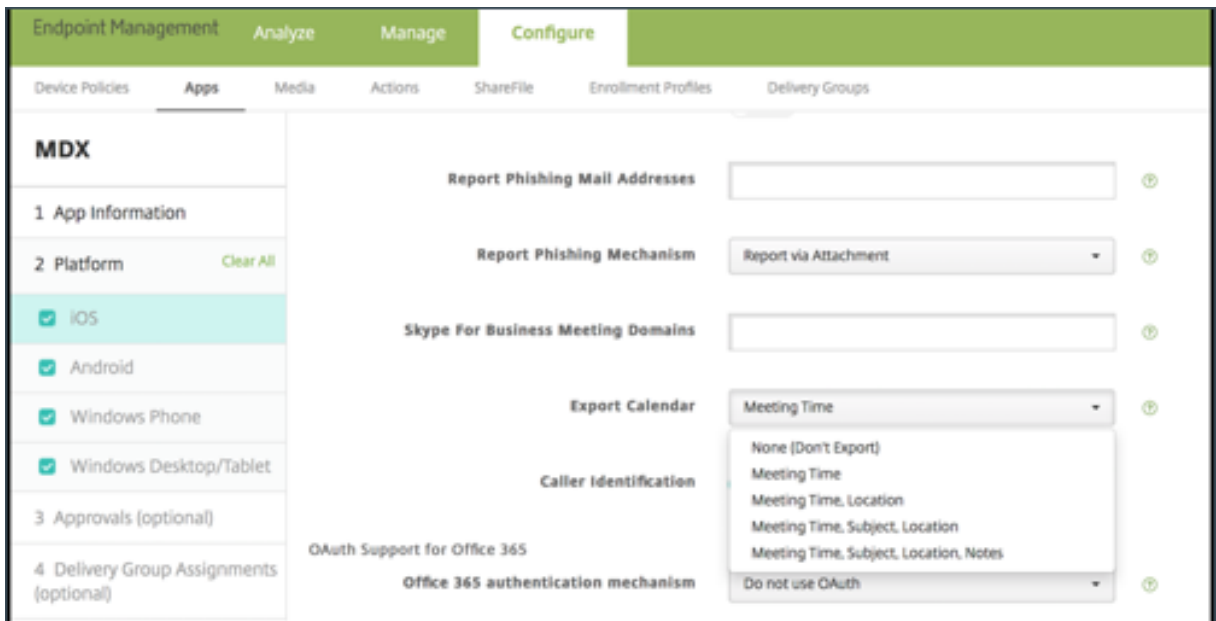 Endpoint Management Analyze Manage Configure
Device Policies Apps Media Actions ShareFile Enrollment Profiles Delivery Groups
MDX
1 App Information
2 Platform Clear All
iOS
Android
Windows Phone
Windows Desktop/Tablet
3 Approvals (optional)
4 Delivery Group Assignments
(optional)
Report Phishing Mail Addresses
Report Phishing Mechanism Report via Attachment
Skype For Business Meeting Domains
Export Calendar Meeting Time
None (Don't Export)
Meeting Time
Meeting Time, Location
Meeting Time, Subject, Location
Meeting Time, Subject, Location, Notes
Caller Identification
OAuth Support for Office 365
Office 365 authentication mechanism Do not use OAuth